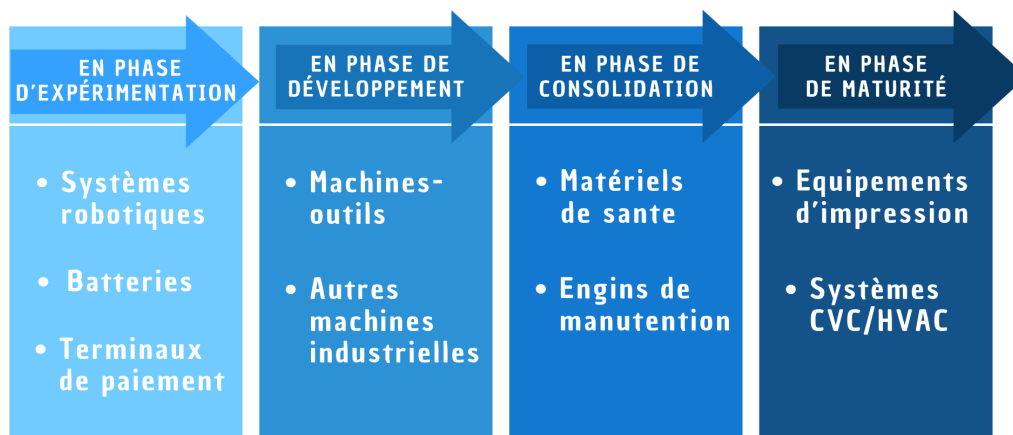 EN PHASE
D'EXPÉRIMENTATION
• Systèmes
robotiques
• Batteries
• Terminaux
de paiement
EN PHASE DE
DÉVELOPPEMENT
• Machines-
outils
• Autres
machines
industrielles
EN PHASE DE
CONSOLIDATION
• Matériels
de sante
• Engins de
manutention
EN PHASE
DE MATURITÉ
• Equipements
d'impression
• Systèmes
CVC/HVAC